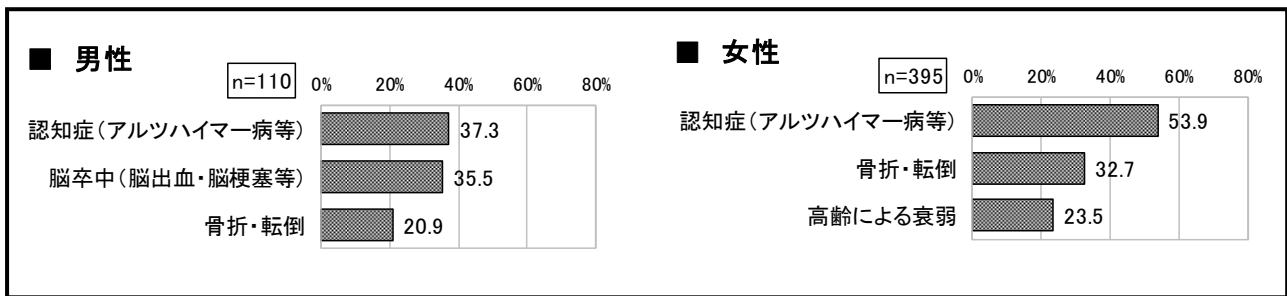 ■ 男性
n=110
0% 20% 40% 60% 80%
認知症(アルツハイマー病等) 37.3
脳卒中(脳出血・脳梗塞等) 35.5
骨折・転倒 20.9
■ 女性
n=395
0% 20% 40% 60% 80%
認知症(アルツハイマー病等) 53.9
骨折・転倒 32.7
高齢による衰弱 23.5